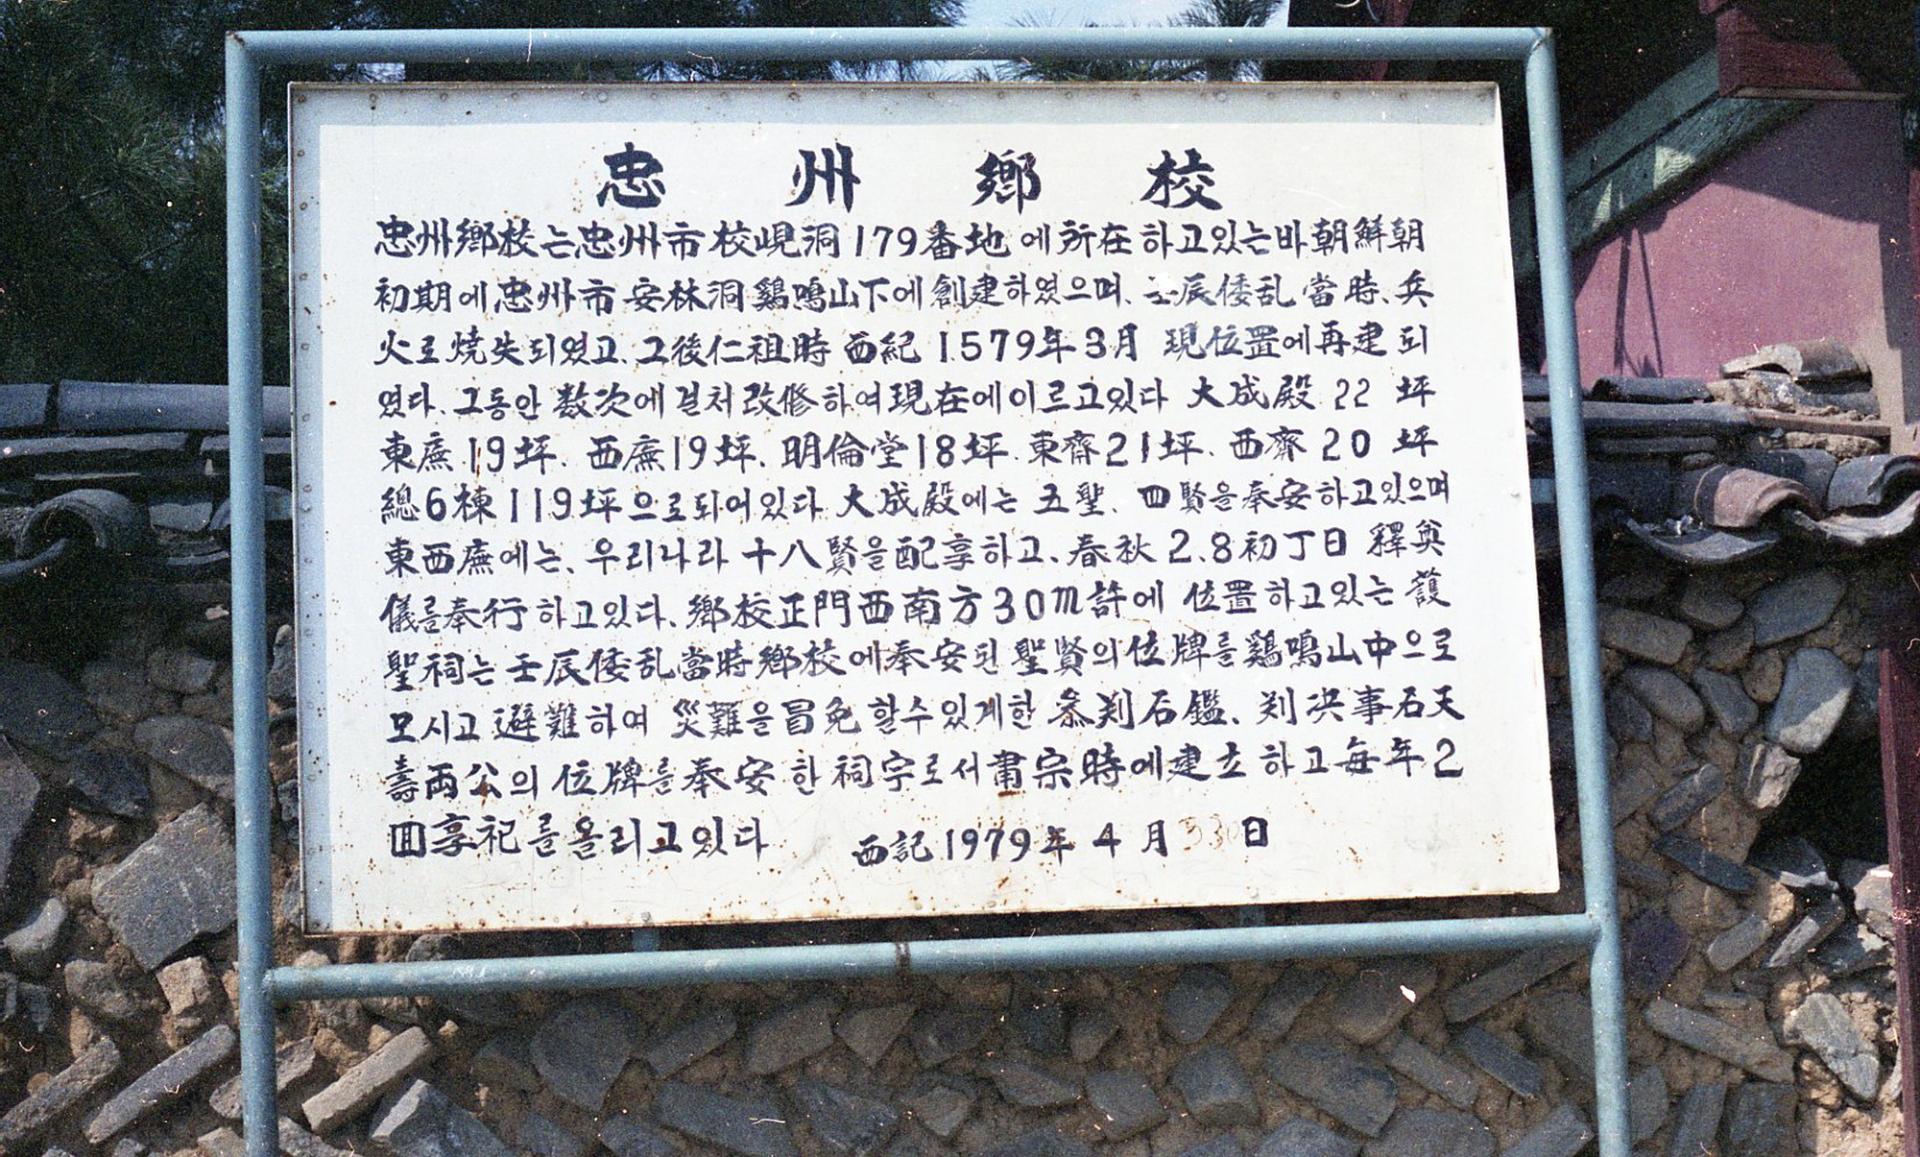 忠州鄕校
忠州鄕校는忠州市校峴洞179番地에所在하고있는바朝鮮朝
初期에忠州市安林洞鷄鳴山下에創建하였으며、壬辰倭乱當時、兵
火로燒失되였고、그後仁祖時西紀1579年3月 現位置에再建되
였다、그동안数次에걸처改修하여現在에이르고있다 大成殿22坪
東廡19坪、西廡19坪、明倫堂18坪、東齊21坪、西齊20坪
總6棟119坪으로되어있다 大成殿에는五聖、四賢을奉安하고있으며
東西廡에는、우리나라十八賢을配享하고、春秋2.8初丁日 釋奠
儀를奉行하고있다、鄕校正門西南方30m許에 位置하고있는護
聖祠는壬辰倭乱當時鄕校에奉安된聖賢의位牌를鷄鳴山中으로
모시고避難하여災難을冒免할수있게한叅判石鑑、判決事石天
壽両公의位牌를奉安한祠宇로서肅宗時에建立하고每年2
回享祀를올리고있다 西記1979年4月 日